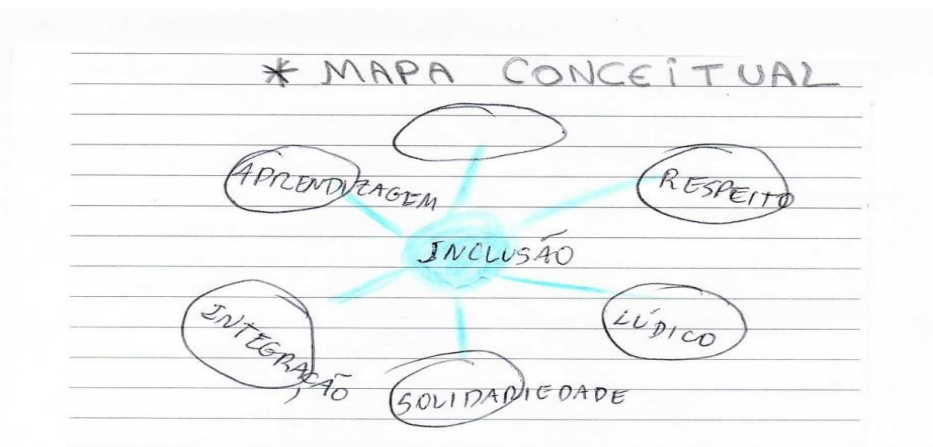 * MAPA CONCEITUAL
APRENDIZAGEM
RESPEITO
INCLUSÃO
INTEGRAÇÃO
LÚDICO
SOLIDARIEDADE